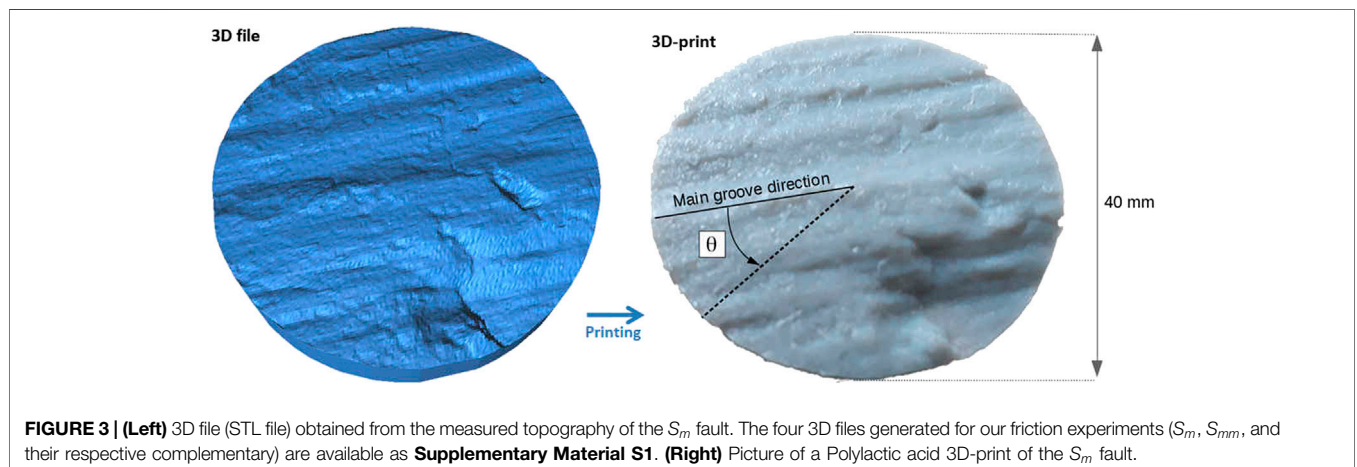 3D file
3D-print
Main groove direction
θ
40 mm
Printing
FIGURE 3 | (Left) 3D file (STL file) obtained from the measured topography of the Sm fault. The four 3D files generated for our friction experiments (Sm, Smm, and
their respective complementary) are available as Supplementary Material S1. (Right) Picture of a Polylactic acid 3D-print of the Sm fault.